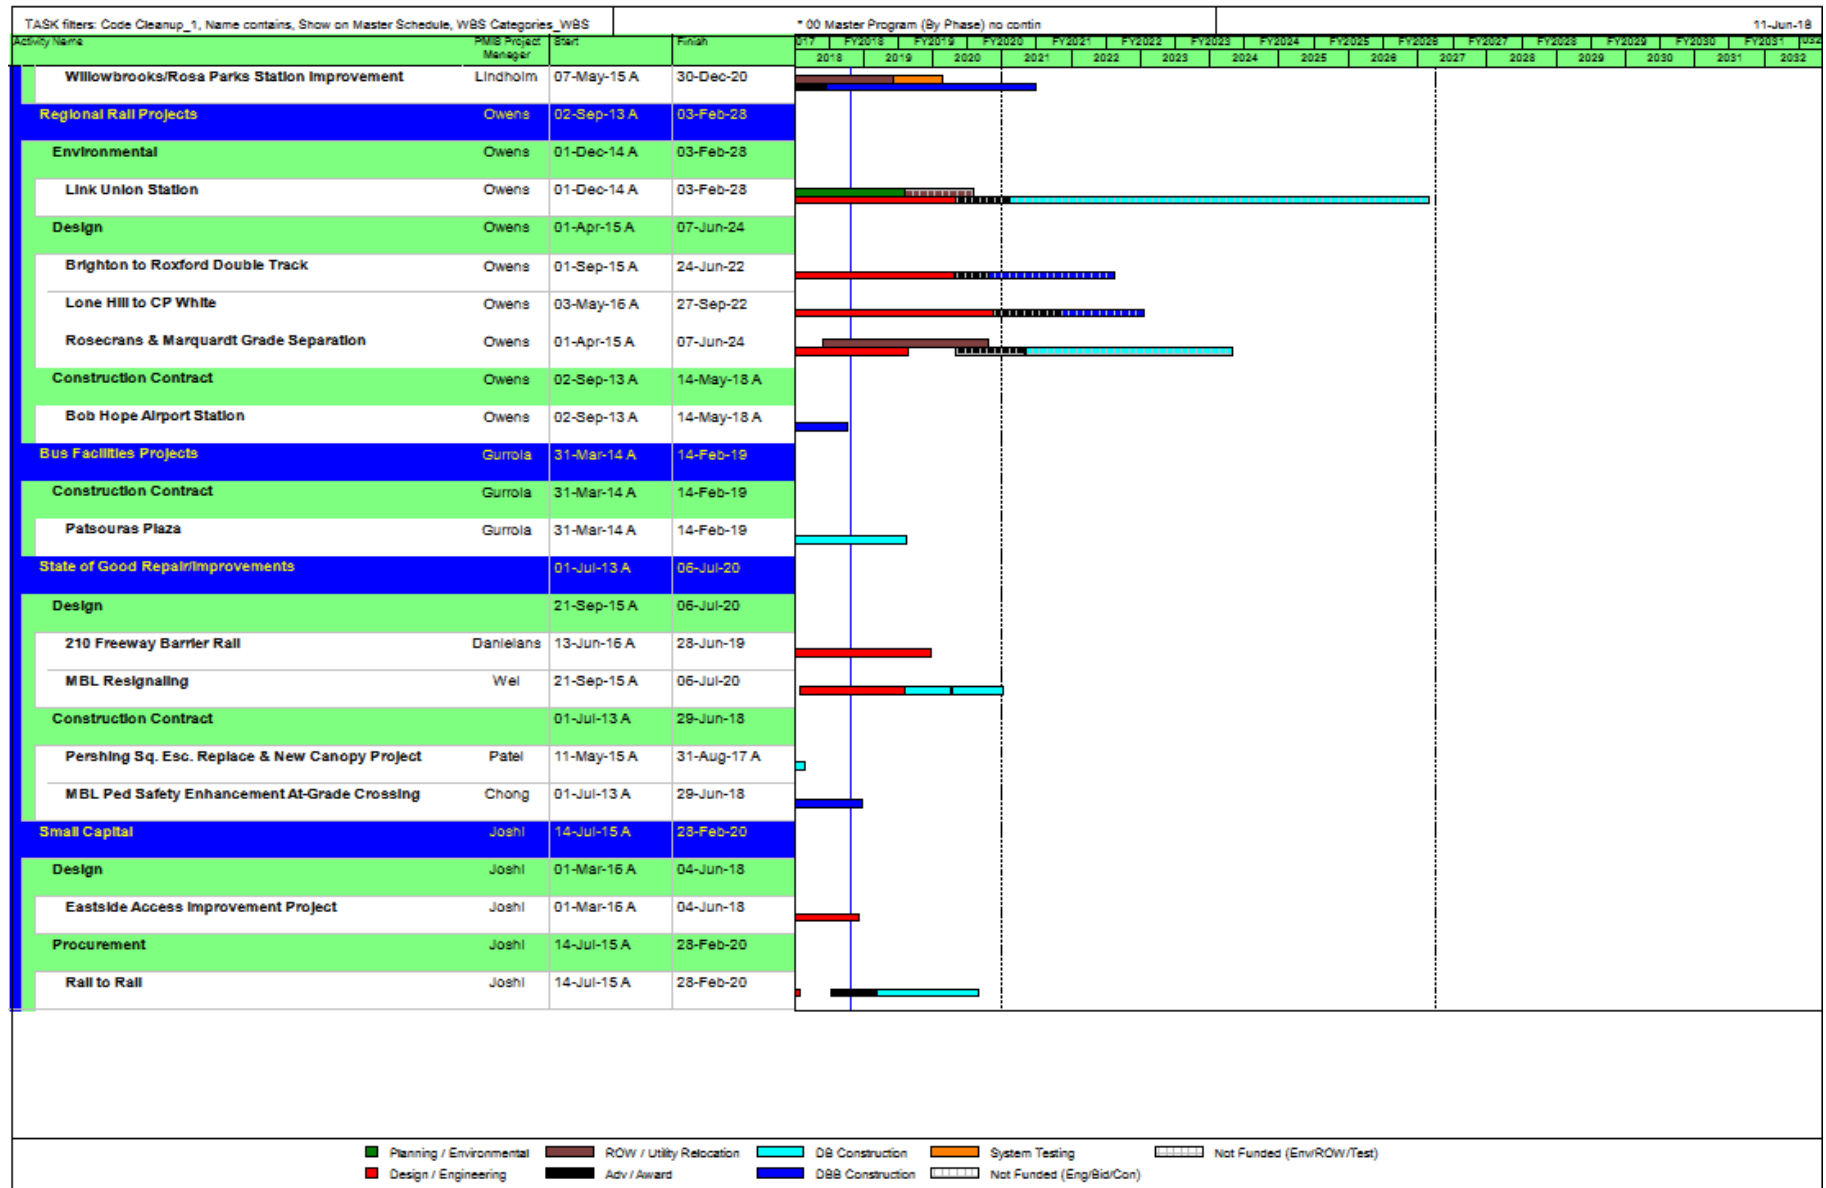 TASK filters: Code Cleanup_1, Name contains, Show on Master Schedule, WBS Categories_WBS * 00 Master Program (By Phase) no contin 11-Jun-18
Activity Name PMIS Project Manager Start Finish 017 FY2018 FY2019 FY2020 FY2021 FY2022 FY2023 FY2024 FY2025 FY2026 FY2027 FY2028 FY2029 FY2030 FY2031 032
2018 2019 2020 2021 2022 2023 2024 2025 2026 2027 2028 2029 2030 2031 2032
Willowbrooks/Rosa Parks Station Improvement Lindholm 07-May-15 A 30-Dec-20
Regional Rail Projects Owens 02-Sep-13 A 03-Feb-28
Environmental Owens 01-Dec-14 A 03-Feb-28
Link Union Station Owens 01-Dec-14 A 03-Feb-28
Design Owens 01-Apr-15 A 07-Jun-24
Brighton to Roxford Double Track Owens 01-Sep-15 A 24-Jun-22
Lone Hill to CP White Owens 03-May-16 A 27-Sep-22
Rosecrans & Marquardt Grade Separation Owens 01-Apr-15 A 07-Jun-24
Construction Contract Owens 02-Sep-13 A 14-May-18 A
Bob Hope Airport Station Owens 02-Sep-13 A 14-May-18 A
Bus Facilities Projects Gurrola 31-Mar-14 A 14-Feb-19
Construction Contract Gurrola 31-Mar-14 A 14-Feb-19
Patsouras Plaza Gurrola 31-Mar-14 A 14-Feb-19
State of Good Repair/Improvements 01-Jul-13 A 06-Jul-20
Design 21-Sep-15 A 06-Jul-20
210 Freeway Barrier Rail Danielans 13-Jun-16 A 28-Jun-19
MBL Resignaling Wei 21-Sep-15 A 06-Jul-20
Construction Contract 01-Jul-13 A 29-Jun-18
Pershing Sq. Esc. Replace & New Canopy Project Patel 11-May-15 A 31-Aug-17 A
MBL Ped Safety Enhancement At-Grade Crossing Chong 01-Jul-13 A 29-Jun-18
Small Capital Joshi 14-Jul-15 A 28-Feb-20
Design Joshi 01-Mar-16 A 04-Jun-18
Eastside Access Improvement Project Joshi 01-Mar-16 A 04-Jun-18
Procurement Joshi 14-Jul-15 A 28-Feb-20
Rail to Rail Joshi 14-Jul-15 A 28-Feb-20
Planning / Environmental ROW / Utility Relocation DB Construction System Testing Not Funded (Env/ROW/Test)
Design / Engineering Adv / Award DBB Construction Not Funded (Eng/Bid/Con)